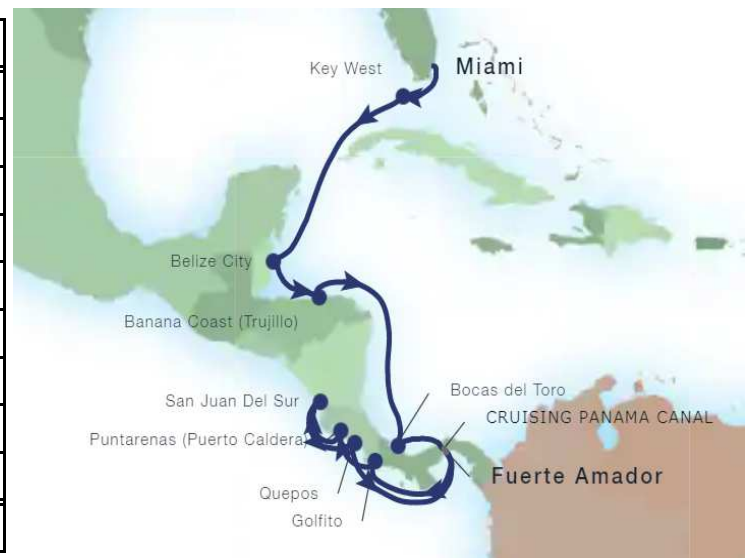 Key West
Miami
Belize City
Banana Coast (Trujillo)
San Juan Del Sur
Bocas del Toro
CRUISING PANAMA CANAL
Puntarenas (Puerto Caldera)
Fuerte Amador
Quepos
Golfito